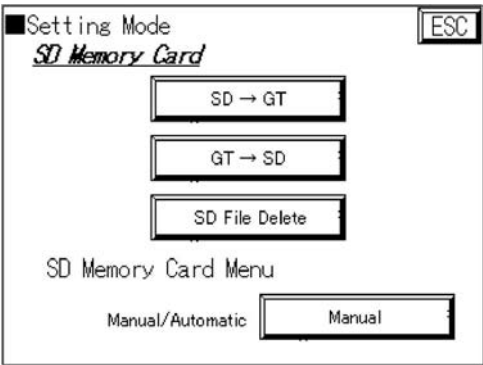 ■Setting Mode ESC
SD Memory Card
SD → GT
GT → SD
SD File Delete
SD Memory Card Menu
Manual/Automatic Manual